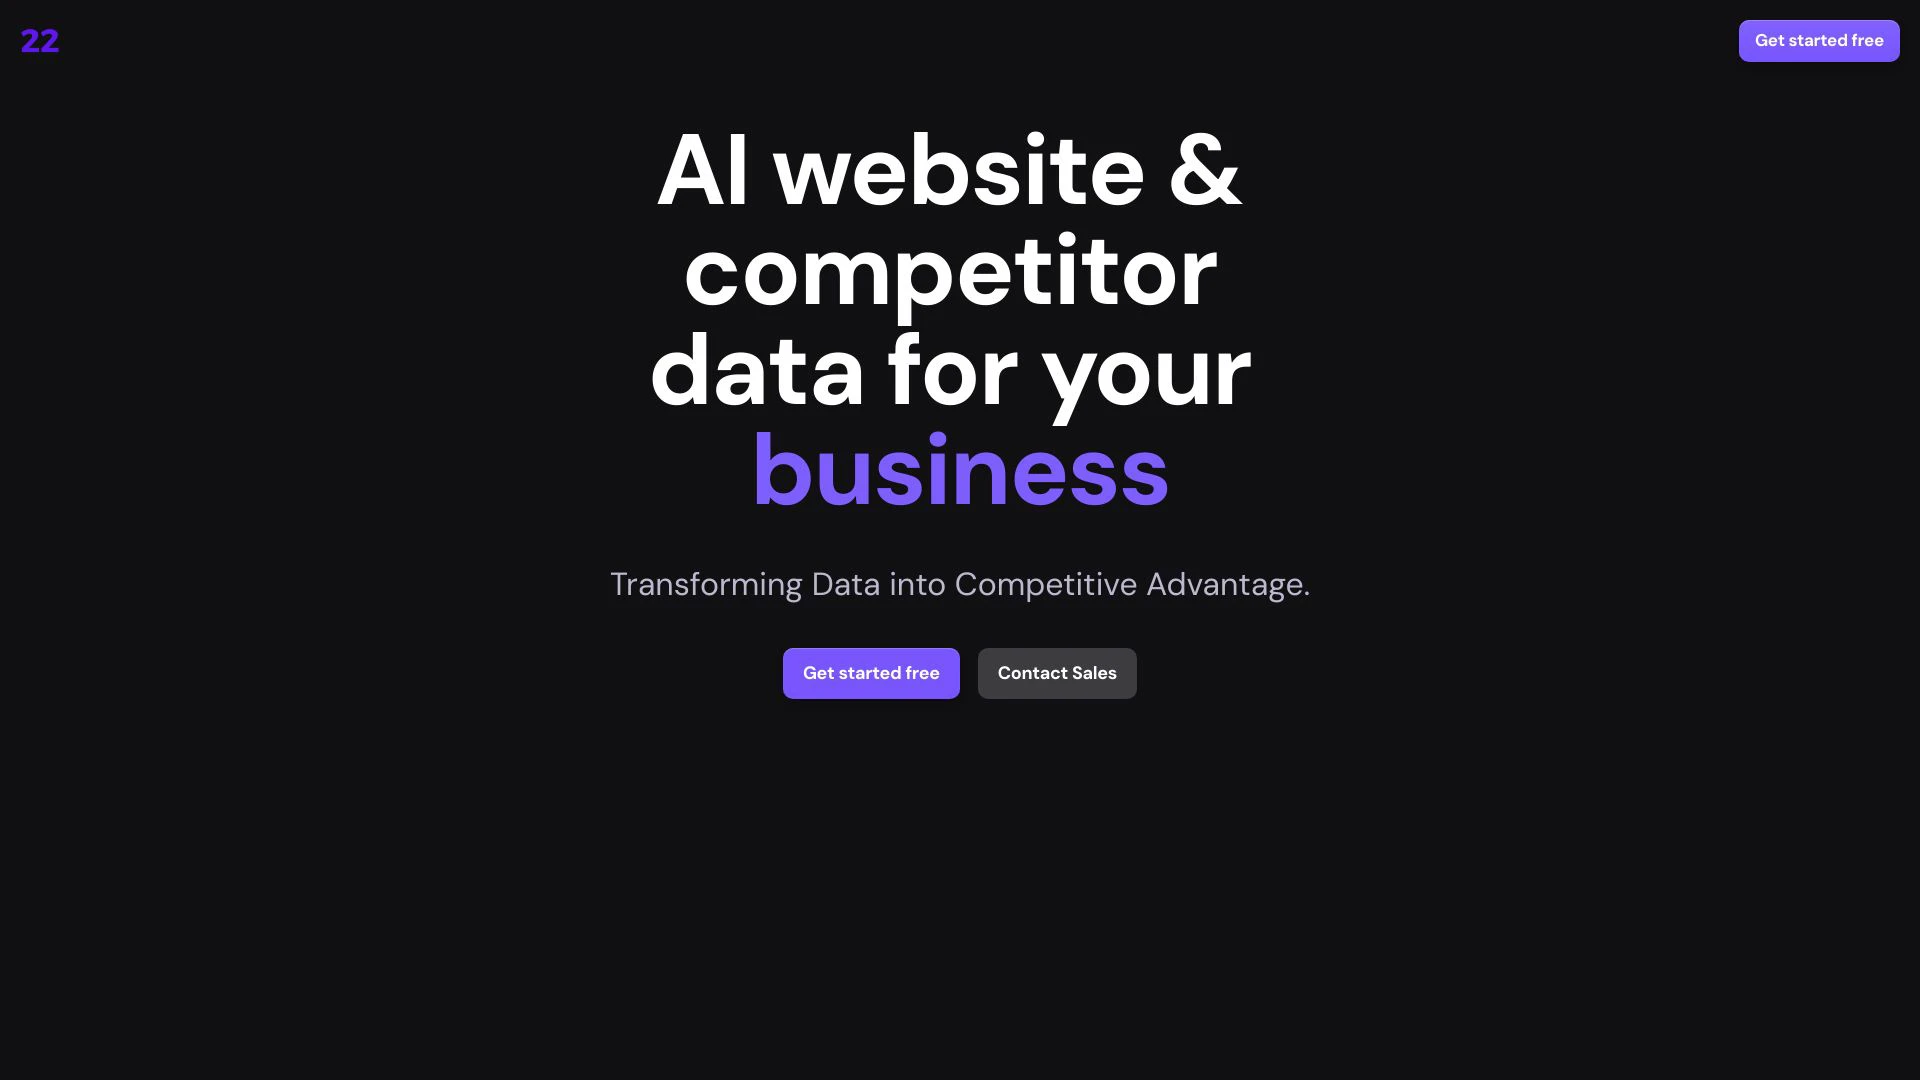 22
Get started free
AI website &
competitor
data for your
business
Transforming Data into Competitive Advantage.
Get started free
Contact Sales